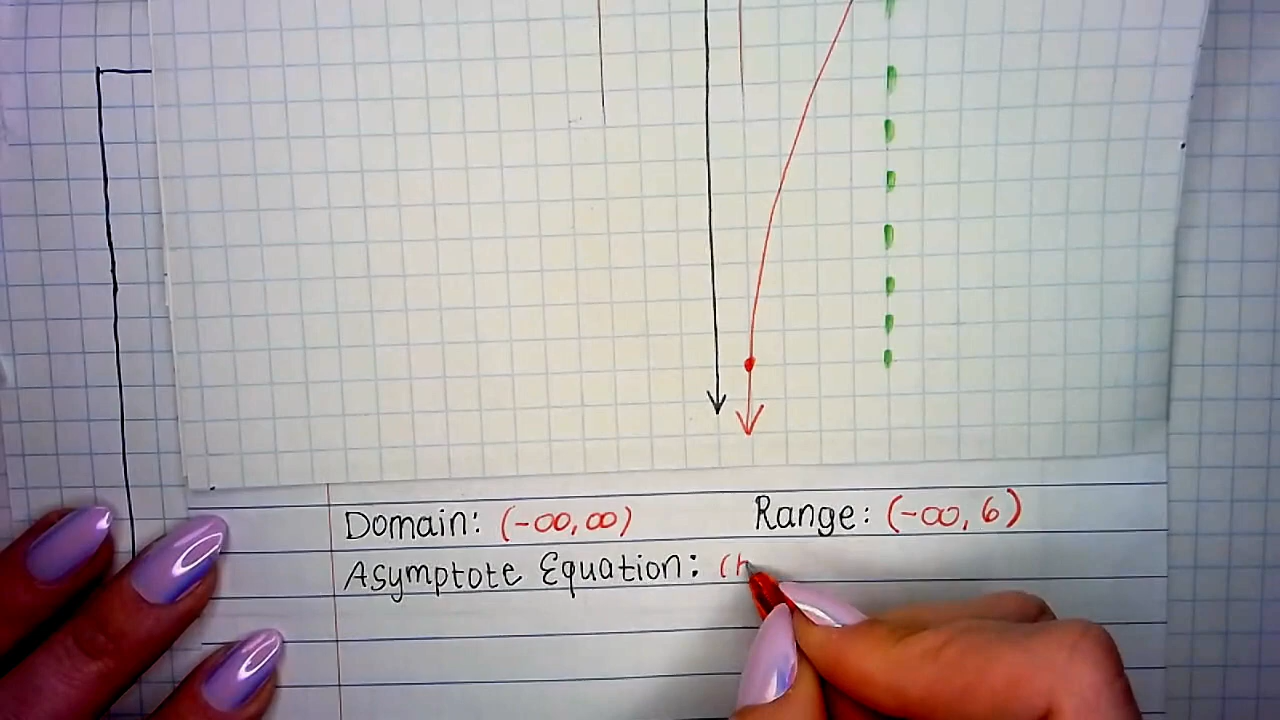 Domain: (-∞,∞) Range: (-∞, 6)
Asymptote Equation: (h